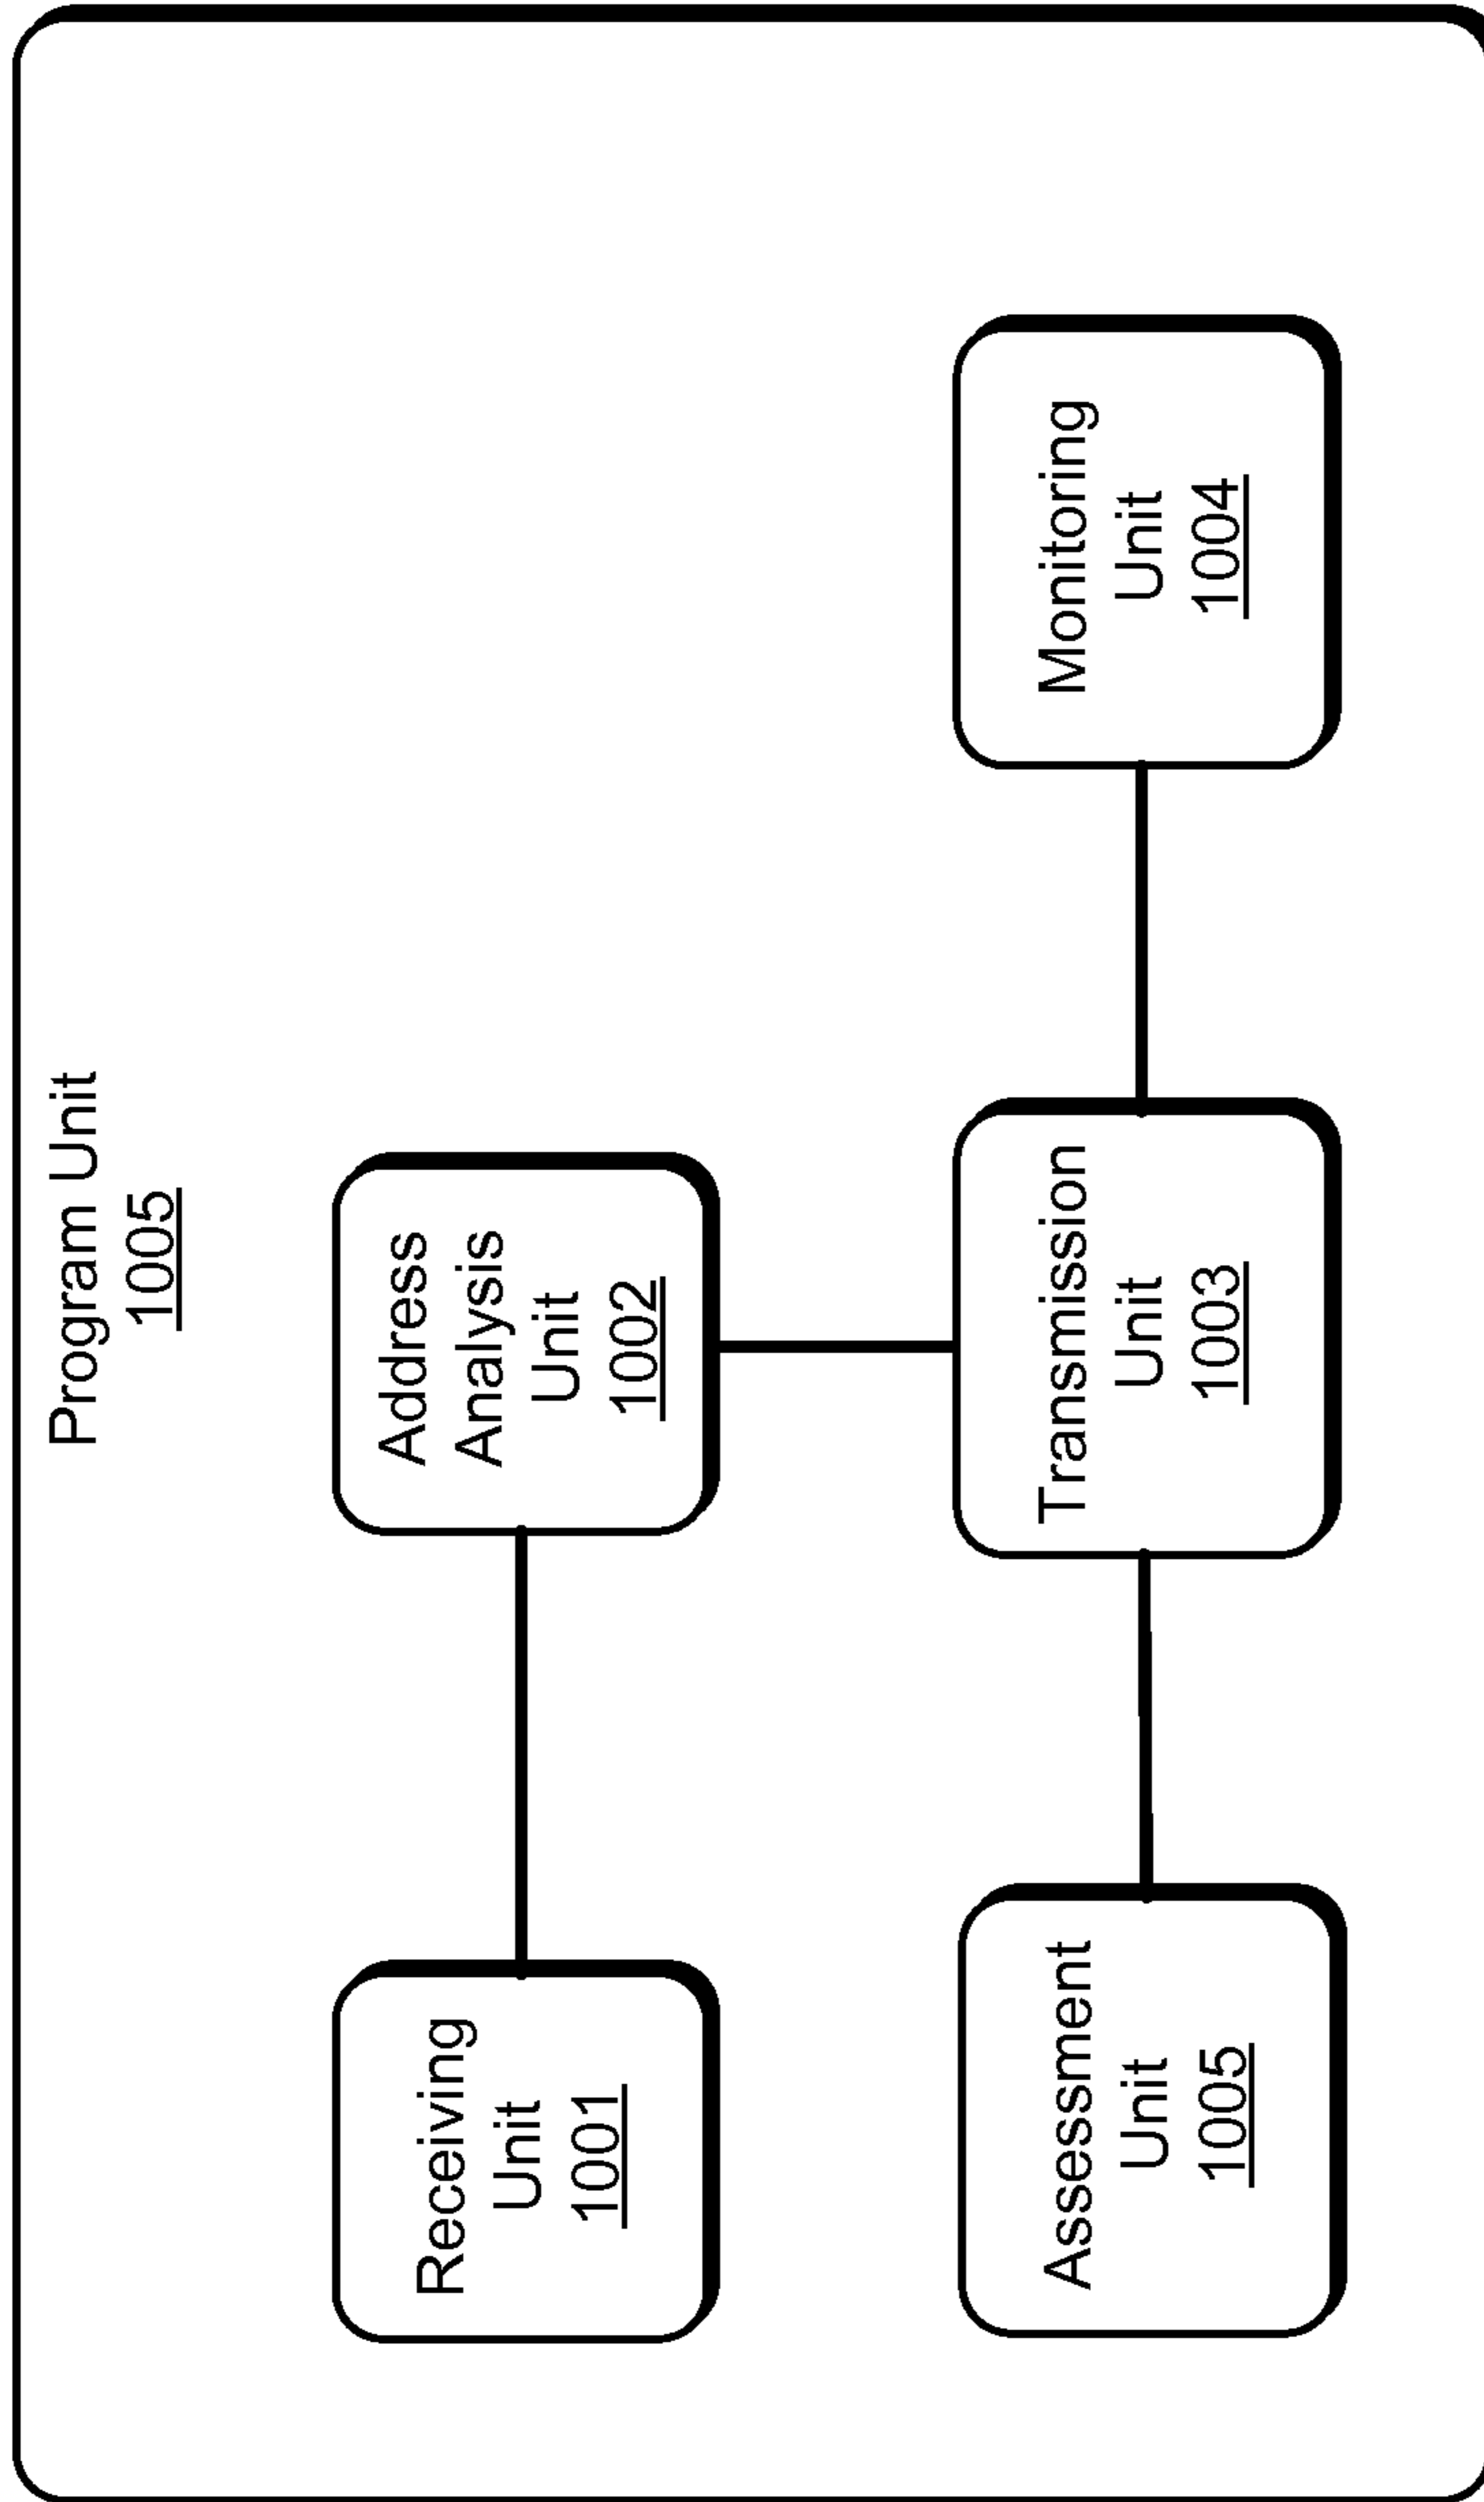 Program Unit
1005
Receiving
Unit
1001
Address
Analysis
Unit
1002
Assessment
Unit
1005
Transmission
Unit
1003
Monitoring
Unit
1004